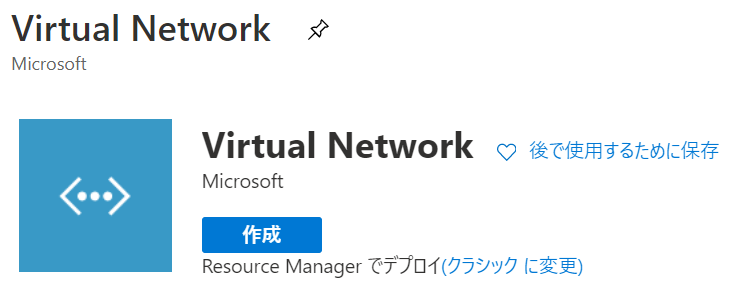 Virtual Network
Microsoft
Virtual Network
後で使用するために保存
Microsoft
作成
Resource Manager でデプロイ(クラシック に変更)